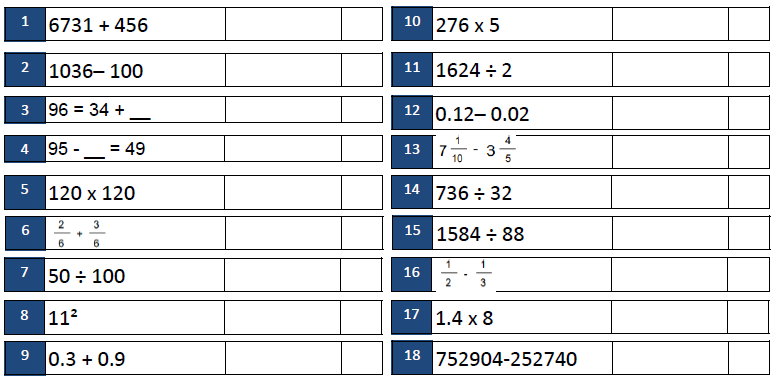 1 6731 + 456
2 1036– 100
3 96 = 34 + __
4 95 - __ = 49
5 120 x 120
6 2/6 + 3/6
7 50 ÷ 100
8 11²
9 0.3 + 0.9
10 276 x 5
11 1624 ÷ 2
12 0.12– 0.02
13 7 1/10 - 3 4/5
14 736 ÷ 32
15 1584 ÷ 88
16 1/2 - 1/3
17 1.4 x 8
18 752904-252740